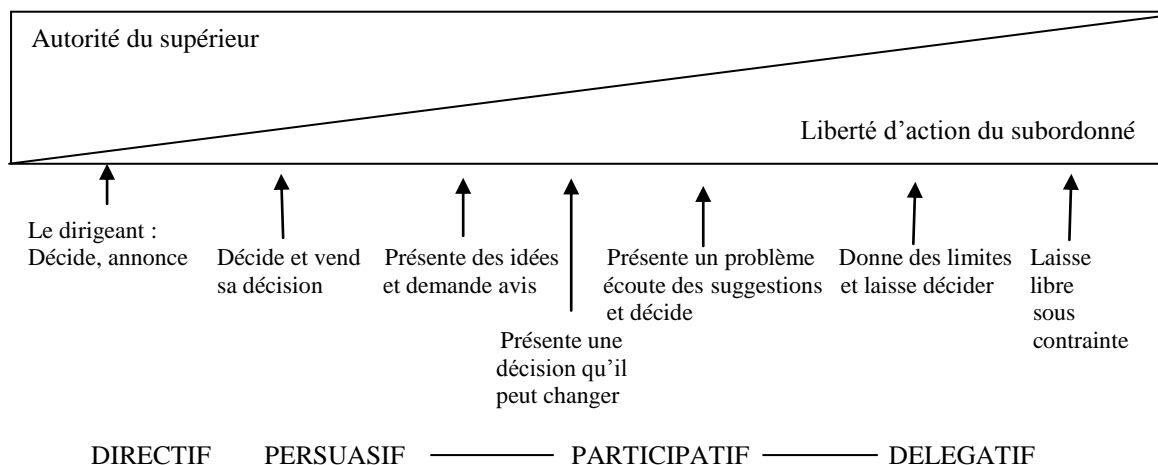 Autorité du supérieur
Liberté d’action du subordonné
Le dirigeant :
Décide, annonce
Décide et vend
sa décision
Présente des idées
et demande avis
Présente une
décision qu’il
peut changer
Présente un problème
écoute des suggestions
et décide
Donne des limites
et laisse décider
Laisse
libre
sous
contrainte
DIRECTIF PERSUASIF PARTICIPATIF DELEGATIF